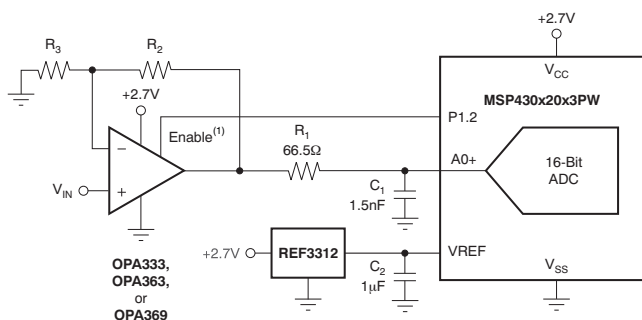 +2.7V
R3
R2
VCC
+2.7V
MSP430x20x3PW
Enable(1)
P1.2
R1
66.5Ω
−
A0+
16-Bit
ADC
VIN
+
C1
1.5nF
+2.7V
REF3312
VREF
OPA333,
OPA363,
or
OPA369
C2
1μF
VSS